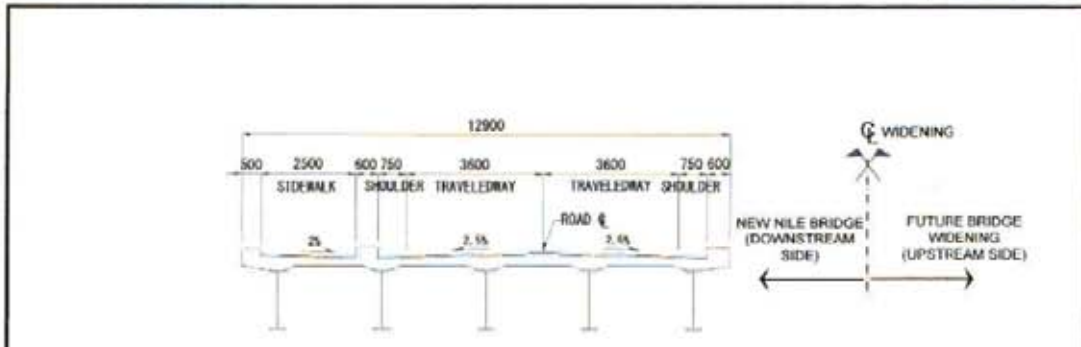 12900
500 2500 600 750 3600 3600 750 600
SIDEWALK SHOULDER TRAVELEDWAY TRAVELEDWAY SHOULDER
ROAD ℄
2% 2.5% 2.5%
℄ WIDENING
NEW NILE BRIDGE
(DOWNSTREAM
SIDE)
FUTURE BRIDGE
WIDENING
(UPSTREAM SIDE)